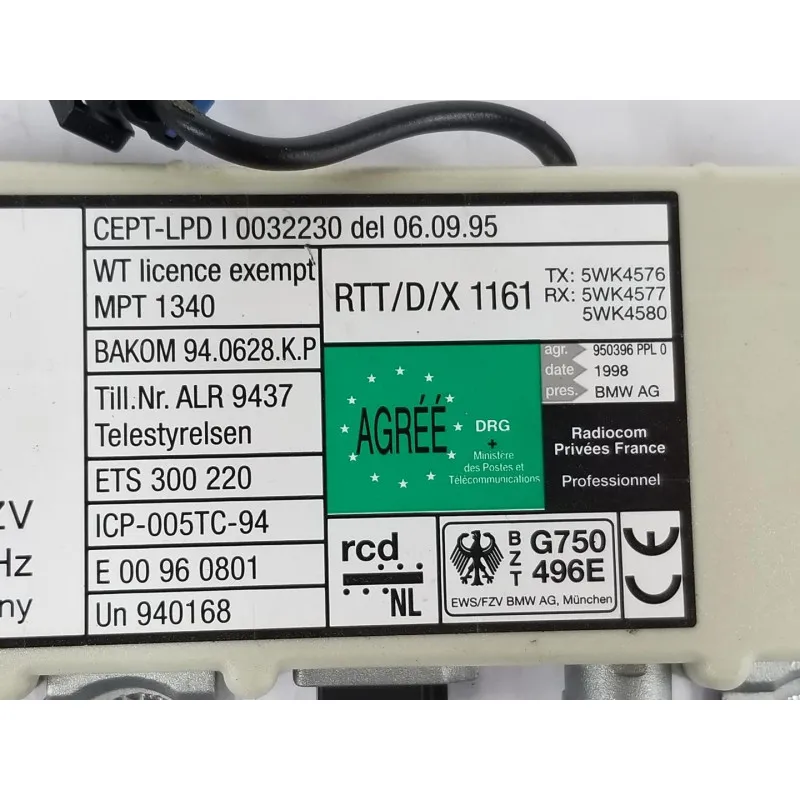 CEPT-LPD I 0032230 del 06.09.95
WT licence exempt
MPT 1340
RTT/D/X 1161
TX: 5WK4576
RX: 5WK4577
5WK4580
BAKOM 94.0628.K.P
Till.Nr. ALR 9437
Telestyrelsen
ETS 300 220
ICP-005TC-94
E 00 96 0801
Un 940168
AGRÉÉ
DRG
+
Ministère
des Postes et
Télécommunications
agr. 950396 PPL 0
date 1998
pres. BMW AG
Radiocom
Privées France
Professionnel
rcd
NL
BZT
G750
496E
EWS/FZV BMW AG, München
CE
ZV
Hz
ny